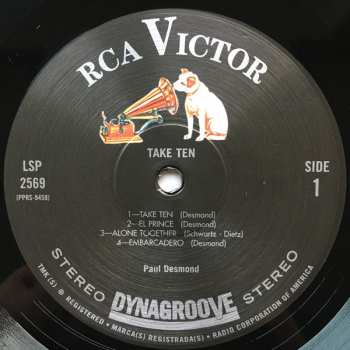 RCA VICTOR
TAKE TEN
LSP
2569
[PPRS-5459]
SIDE
1
1—TAKE TEN (Desmond)
2—EL PRINCE (Desmond)
3—ALONE TOGETHER (Schwartz - Dietz)
4—EMBARCADERO (Desmond)
Paul Desmond
STEREO DYNAGROOVE STEREO
TMK(S) ® REGISTERED • MARCA(S) REGISTRADA(S) • RADIO CORPORATION OF AMERICA